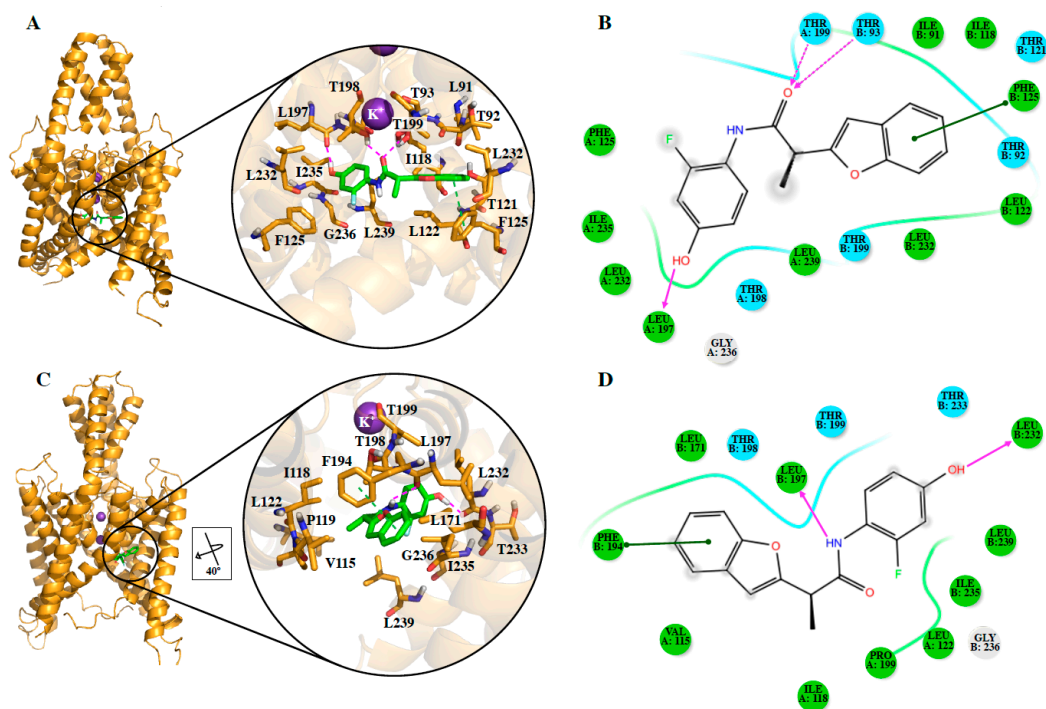 A
T198
T93
L91
L197
K+
T92
T199
L232
I118
I235
L232
T121
F125
G236
L239
L122
F125
B
THR
A: 199
THR
B: 93
ILE
B: 91
ILE
B: 118
THR
B: 121
PHE
B: 125
O
HN
F
PHE
A: 125
O
THR
B: 92
LEU
B: 122
ILE
A: 235
THR
B: 199
LEU
B: 232
LEU
A: 239
HO
LEU
A: 232
THR
A: 198
LEU
A: 197
GLY
A: 236
C
K+
T199
T198
L197
F194
I118
L232
L122
P119
L171
T233
G236
V115
I235
40°
L239
D
THR
B: 233
THR
B: 199
LEU
B:232
LEU
B: 171
THR
B: 198
OH
LEU
B: 197
PHE
B: 194
O
HN
LEU
B:239
F
O
ILE
B: 235
VAL
A: 115
LEU
A: 122
GLY
B: 236
PRO
A: 199
ILE
A: 118